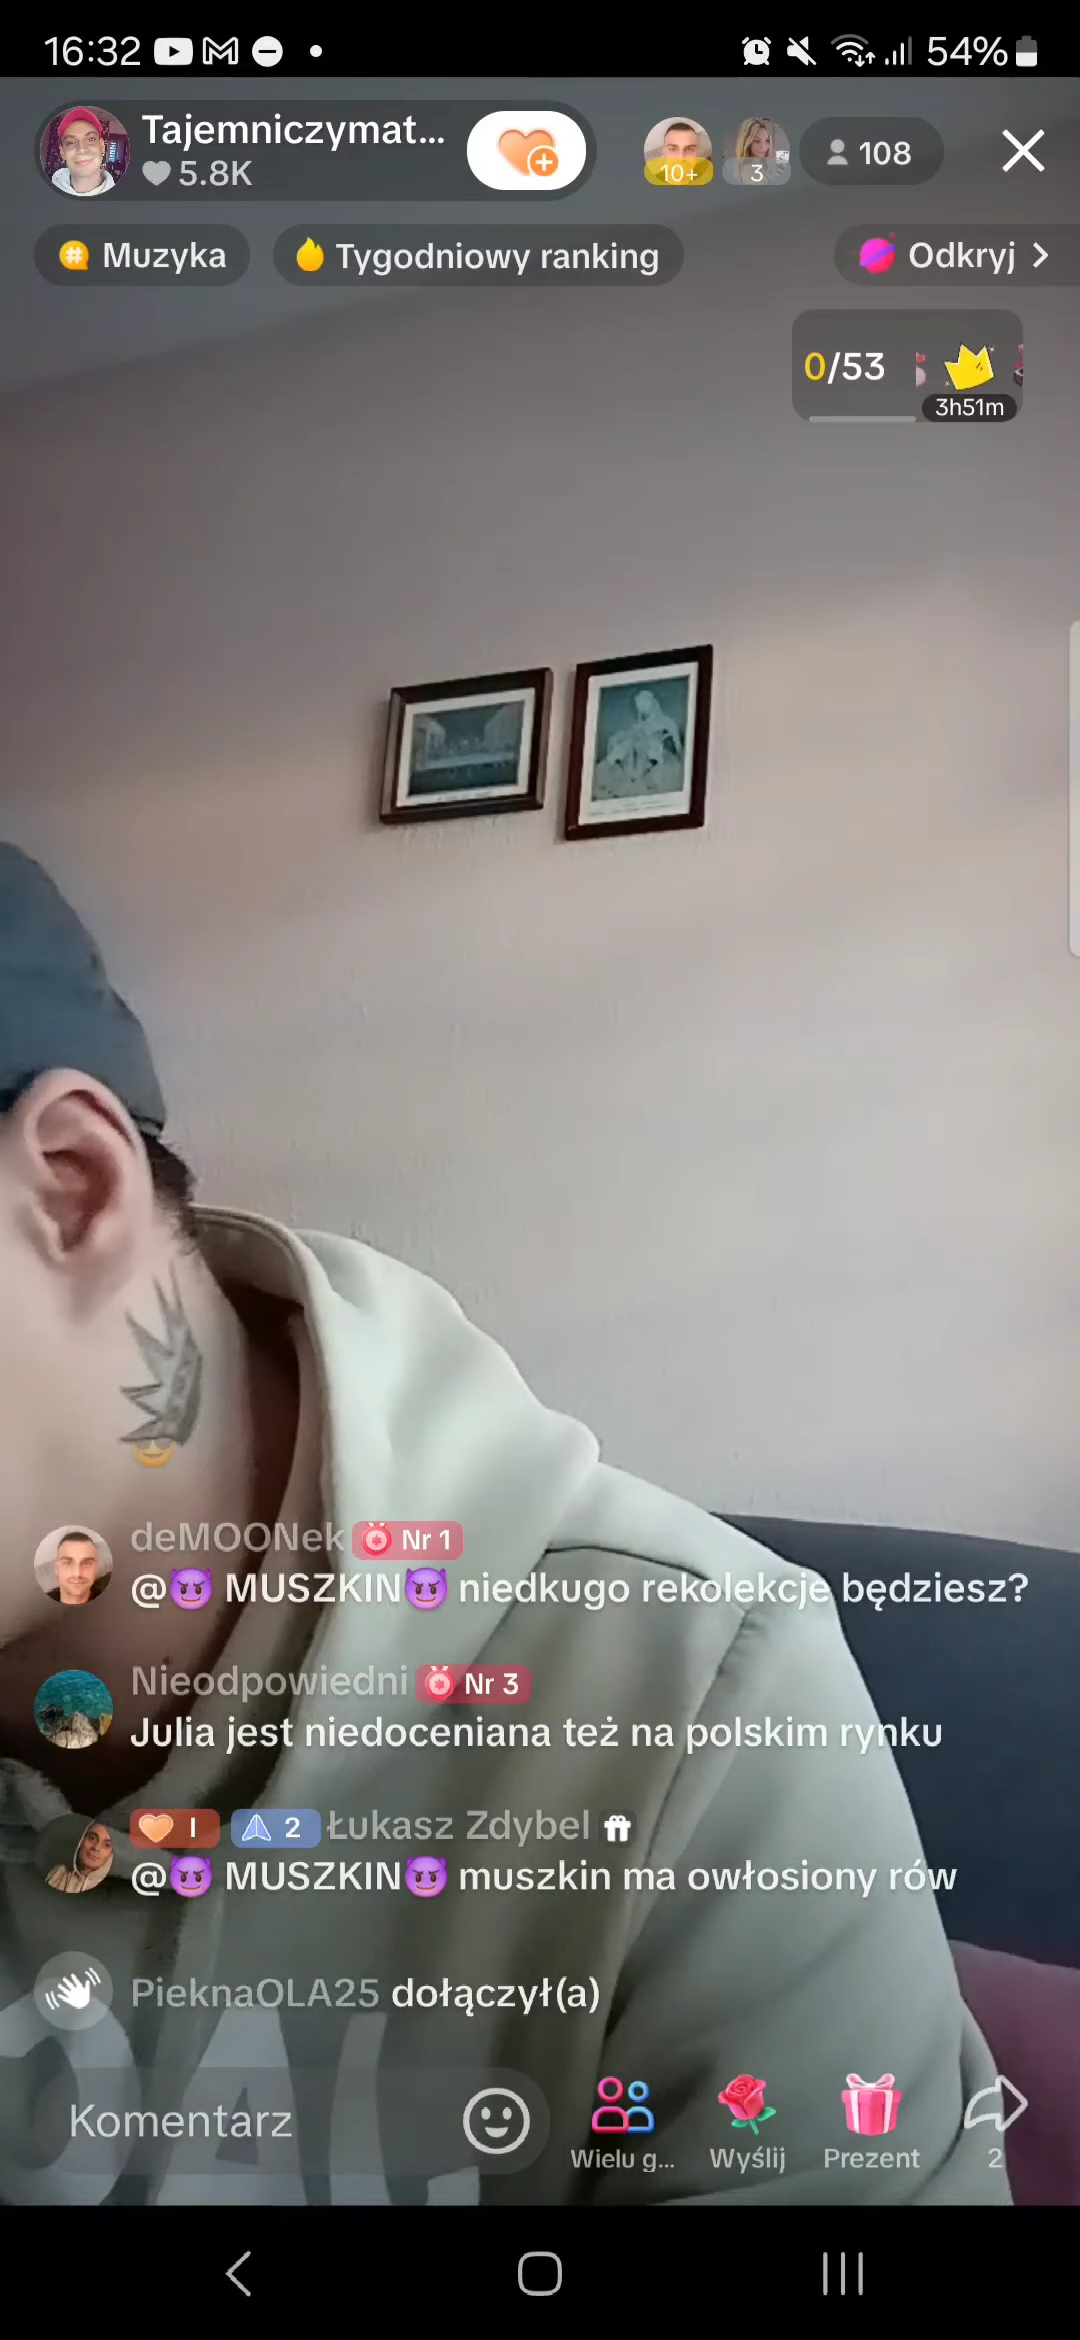 16:32
54%
Tajemniczymat...
5.8K
10+
3
108
Muzyka
Tygodniowy ranking
Odkryj
0/53
3h51m
deMOONek Nr 1
@😈 MUSZKIN😈 niedkugo rekolekcje będziesz?
Nieodpowiedni Nr 3
Julia jest niedoceniana też na polskim rynku
I 2 Łukasz Zdybel
@😈 MUSZKIN😈 muszkin ma owłosiony rów
PieknaOLA25 dołączył(a)
Komentarz
Wielu g...
Wyślij
Prezent
2